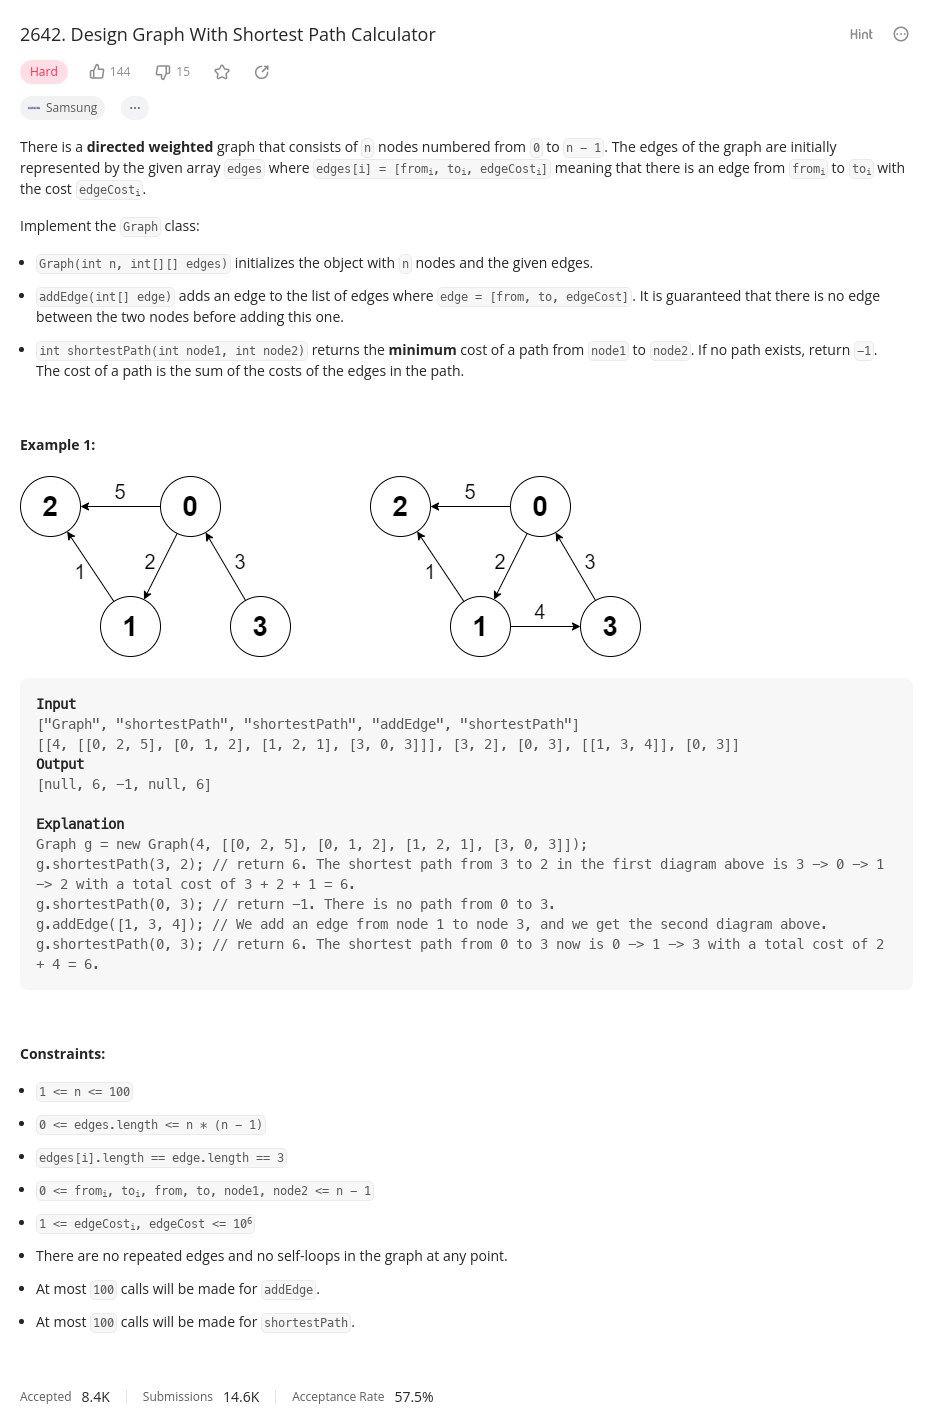 2642. Design Graph With Shortest Path Calculator
Hint
Hard 144 15
Samsung ...
There is a directed weighted graph that consists of n nodes numbered from 0 to n − 1. The edges of the graph are initially
represented by the given array edges where edges[i] = [fromi, toi, edgeCosti] meaning that there is an edge from fromi to toi with
the cost edgeCosti.
Implement the Graph class:
• Graph(int n, int[][] edges) initializes the object with n nodes and the given edges.
• addEdge(int[] edge) adds an edge to the list of edges where edge = [from, to, edgeCost]. It is guaranteed that there is no edge
between the two nodes before adding this one.
• int shortestPath(int node1, int node2) returns the minimum cost of a path from node1 to node2. If no path exists, return −1.
The cost of a path is the sum of the costs of the edges in the path.
Example 1:
2 5 0 2 5 0
1 2 3 1 2 3
1 3 1 4 3
Input
["Graph", "shortestPath", "shortestPath", "addEdge", "shortestPath"]
[[4, [[0, 2, 5], [0, 1, 2], [1, 2, 1], [3, 0, 3]]], [3, 2], [0, 3], [[1, 3, 4]], [0, 3]]
Output
[null, 6, −1, null, 6]
Explanation
Graph g = new Graph(4, [[0, 2, 5], [0, 1, 2], [1, 2, 1], [3, 0, 3]]);
g.shortestPath(3, 2); // return 6. The shortest path from 3 to 2 in the first diagram above is 3 −> 0 −> 1
−> 2 with a total cost of 3 + 2 + 1 = 6.
g.shortestPath(0, 3); // return −1. There is no path from 0 to 3.
g.addEdge([1, 3, 4]); // We add an edge from node 1 to node 3, and we get the second diagram above.
g.shortestPath(0, 3); // return 6. The shortest path from 0 to 3 now is 0 −> 1 −> 3 with a total cost of 2
+ 4 = 6.
Constraints:
• 1 <= n <= 100
• 0 <= edges.length <= n * (n − 1)
• edges[i].length == edge.length == 3
• 0 <= fromi, toi, from, to, node1, node2 <= n − 1
• 1 <= edgeCosti, edgeCost <= 10⁶
• There are no repeated edges and no self-loops in the graph at any point.
• At most 100 calls will be made for addEdge.
• At most 100 calls will be made for shortestPath.
Accepted 8.4K Submissions 14.6K Acceptance Rate 57.5%